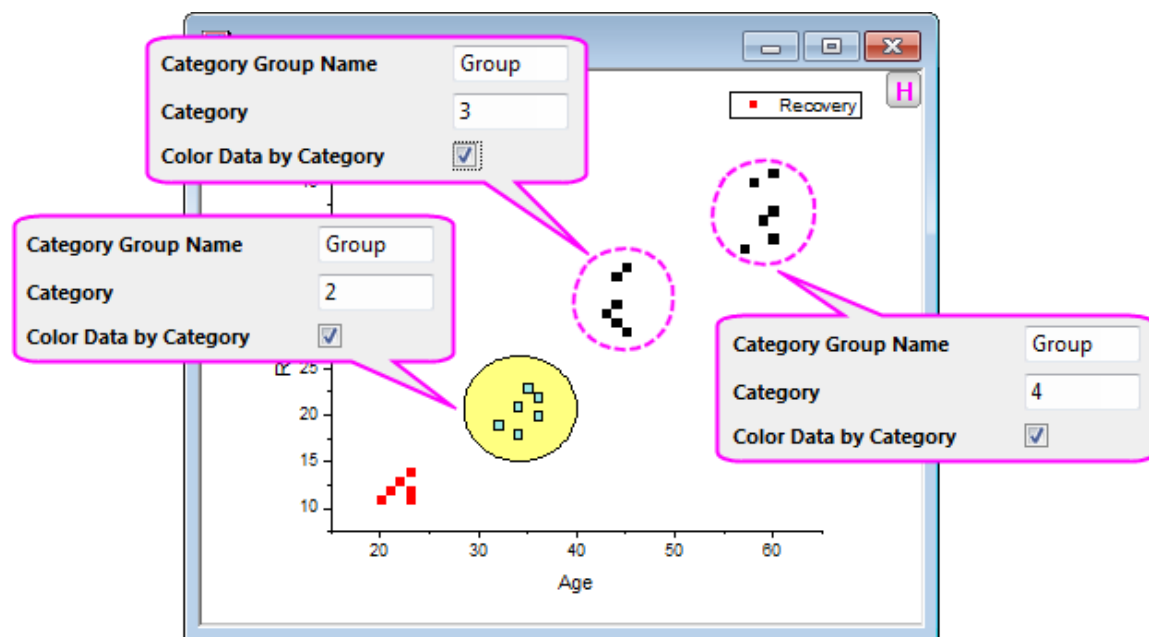 Category Group Name Group
Category 3
Color Data by Category
H
Recovery
Category Group Name Group
Category 2
Color Data by Category
Category Group Name Group
Category 4
Color Data by Category
R
25
20
15
10
20 30 40 50 60
Age